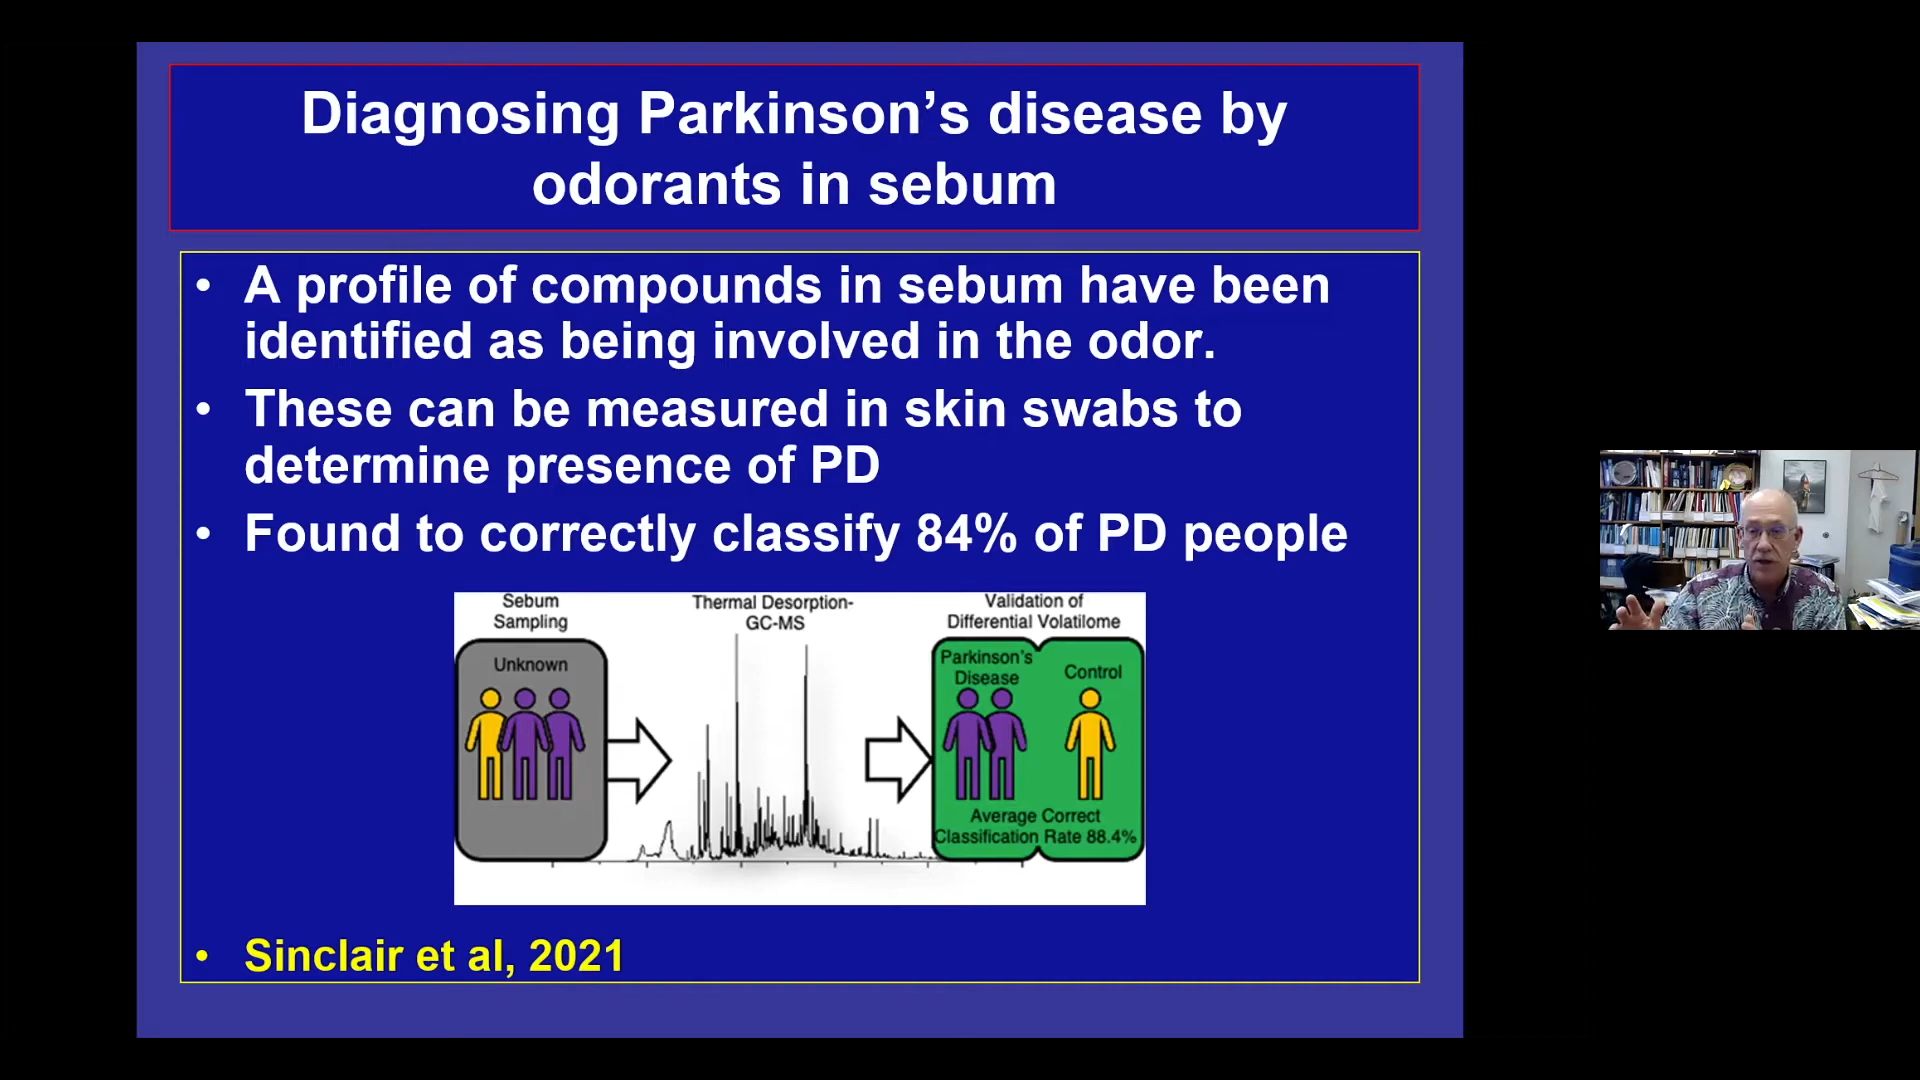 Diagnosing Parkinson’s disease by
odorants in sebum
• A profile of compounds in sebum have been
identified as being involved in the odor.
• These can be measured in skin swabs to
determine presence of PD
• Found to correctly classify 84% of PD people
Sebum
Sampling
Unknown
Thermal Desorption-
GC-MS
Validation of
Differential Volatilome
Parkinson's
Disease
Control
Average Correct
Classification Rate 88.4%
• Sinclair et al, 2021